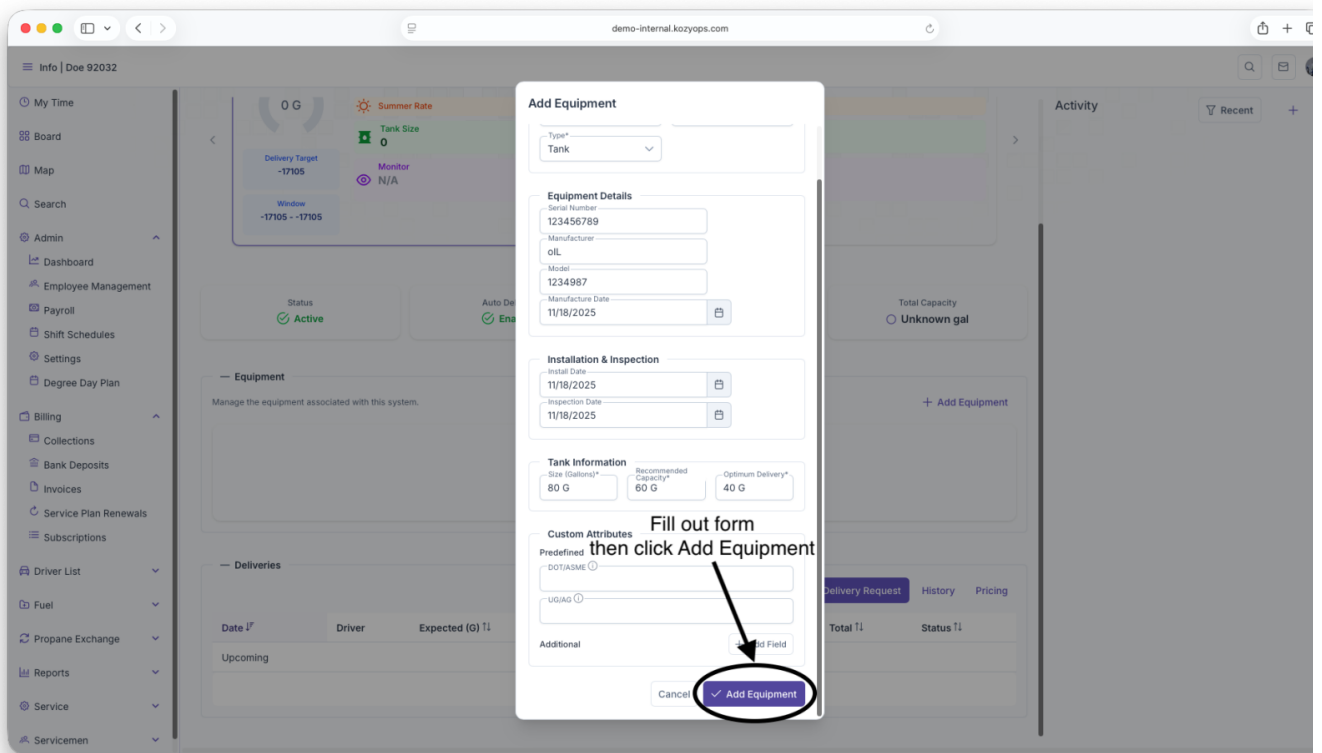 demo-internal.kozyops.com
Info | Doe 92032
My Time
Board
Map
Search
Admin
Dashboard
Employee Management
Payroll
Shift Schedules
Settings
Degree Day Plan
Billing
Collections
Bank Deposits
Invoices
Service Plan Renewals
Subscriptions
Driver List
Fuel
Propane Exchange
Reports
Service
Servicemen
0 G
Delivery Target
-17105
Window
-17105 - -17105
Summer Rate
Tank Size
0
Monitor
N/A
Status
Active
Auto De
Ena
Total Capacity
Unknown gal
Equipment
Manage the equipment associated with this system.
+ Add Equipment
Deliveries
Delivery Request
History
Pricing
Date
Driver
Expected (G)
Total
Status
Upcoming
Activity
Recent
Add Equipment
Type*
Tank
Equipment Details
Serial Number
123456789
Manufacturer
oIL
Model
1234987
Manufacture Date
11/18/2025
Installation & Inspection
Install Date
11/18/2025
Inspection Date
11/18/2025
Tank Information
Size (Gallons)*
80 G
Recommended
Capacity*
60 G
Optimum Delivery*
40 G
Custom Attributes
Predefined
DOT/ASME
UG/AG
Additional
+ Add Field
Cancel
Add Equipment
Fill out form
then click Add Equipment